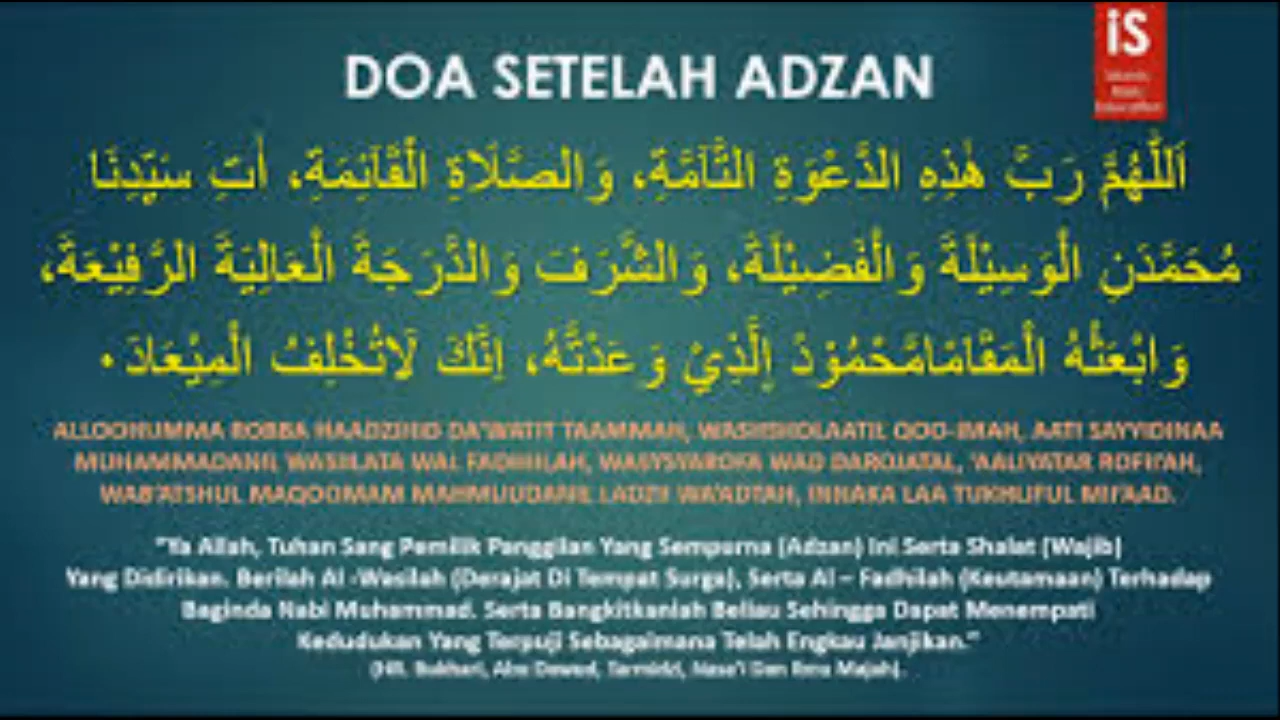 iS
DOA SETELAH ADZAN
اَللّٰهُمَّ رَبَّ هٰذِهِ الدَّعْوَةِ التَّآمَّةِ، وَالصَّلَاةِ الْقَآئِمَةِ، اٰتِ سَيِّدِنَا
مُحَمَّدَنِ الْوَسِيْلَةَ وَالْفَضِيْلَةَ، وَالشَّرَفَ وَالدَّرَجَةَ الْعَالِيَةَ الرَّفِيْعَةَ،
وَابْعَثْهُ الْمَقَامَامَّحْمُوْدَ اِلَّذِيْ وَعَدْتَّهُ، اِنَّكَ لَاتُخْلِفُ الْمِيْعَادَ.
ALLOOHUMMA ROBBA HAADZIHID DA'WATIT TAAMMAH, WASHSHOLAATIL QOO-IMAH, AATI SAYYIDINAA
MUHAMMADANIL WASIILATA WAL FADHIILAH, WASYSYAROFA WAD DAROJATAL, 'AALIYATAR ROFII'AH,
WAB'ATSHUL MAQOOMAM MAHMUUDANIL LADZII WA'ADTAH, INNAKA LAA TUKHLIFUL MII'AAD.
"Ya Allah, Tuhan Sang Pemilik Panggilan Yang Sempurna (Adzan) Ini Serta Shalat (Wajib)
Yang Didirikan. Berilah Al -Wasilah (Derajat Di Tempat Surga), Serta Al – Fadhilah (Keutamaan) Terhadap
Baginda Nabi Muhammad. Serta Bangkitkanlah Beliau Sehingga Dapat Menempati
Kedudukan Yang Terpuji Sebagaimana Telah Engkau Janjikan."
(HR. Bukhari, Abu Dawud, Tarmidzi, Nasa'i Dan Ibnu Majah).